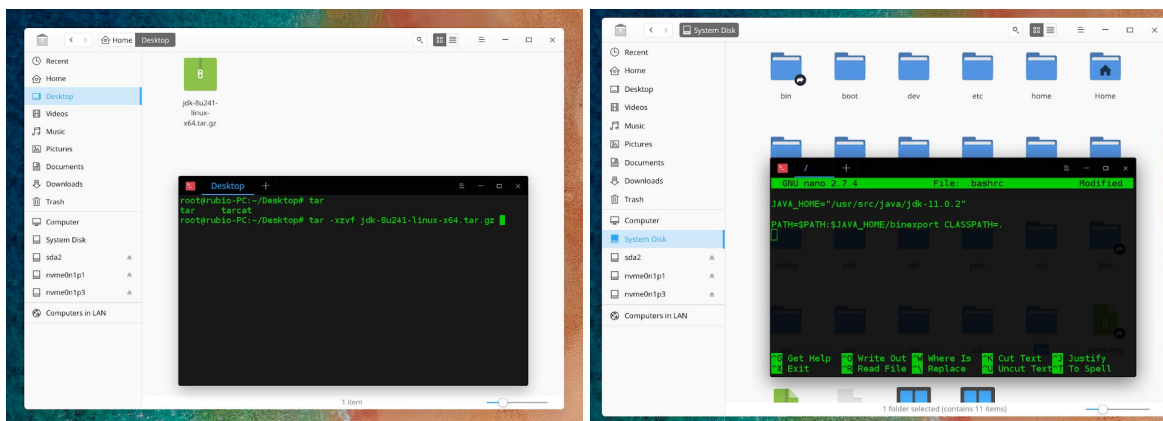 Home Desktop
Recent
Home
Desktop
Videos
Music
Pictures
Documents
Downloads
Trash
Computer
System Disk
sda2
nvme0n1p1
nvme0n1p3
Computers in LAN
jdk-8u241-
linux-
x64.tar.gz
Desktop
root@rubio-PC:~/Desktop# tar
tar tarcat
root@rubio-PC:~/Desktop# tar -xzvf jdk-8u241-linux-x64.tar.gz
1 item
System Disk
Recent
Home
Desktop
Videos
Music
Pictures
Documents
Downloads
Trash
Computer
System Disk
sda2
nvme0n1p1
nvme0n1p3
Computers in LAN
bin boot dev etc home Home
/
GNU nano 2.7.4 File: .bashrc Modified
JAVA_HOME="/usr/src/java/jdk-11.0.2"
PATH=$PATH:$JAVA_HOME/binexport CLASSPATH=.
^G Get Help ^O Write Out ^W Where Is ^K Cut Text ^J Justify
^X Exit ^R Read File ^\ Replace ^U Uncut Text ^T To Spell
1 folder selected (contains 11 items)